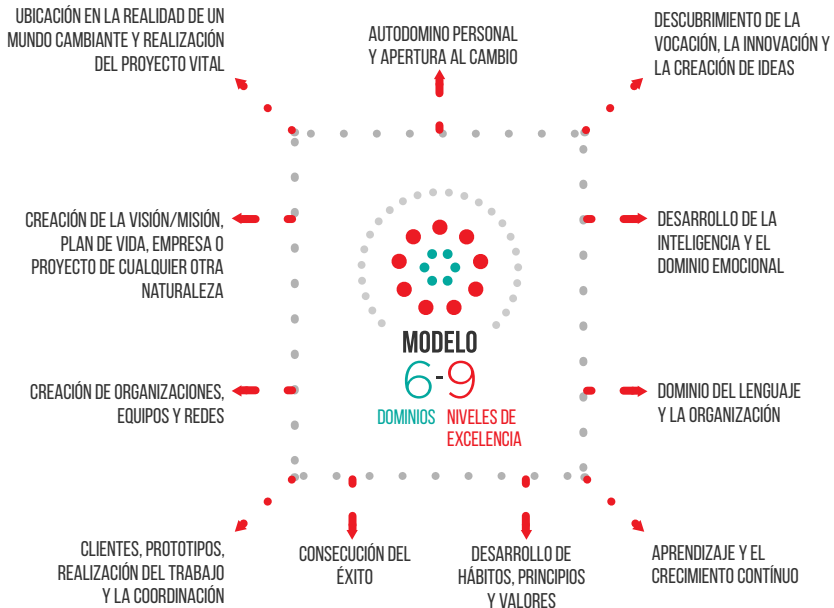 UBICACIÓN EN LA REALIDAD DE UN
MUNDO CAMBIANTE Y REALIZACIÓN
DEL PROYECTO VITAL
AUTODOMINO PERSONAL
Y APERTURA AL CAMBIO
DESCUBRIMIENTO DE LA
VOCACIÓN, LA INNOVACIÓN Y
LA CREACIÓN DE IDEAS
CREACIÓN DE LA VISIÓN/MISIÓN,
PLAN DE VIDA, EMPRESA O
PROYECTO DE CUALQUIER OTRA
NATURALEZA
DESARROLLO DE LA
INTELIGENCIA Y EL
DOMINIO EMOCIONAL
MODELO
6-9
DOMINIOS NIVELES DE
EXCELENCIA
CREACIÓN DE ORGANIZACIONES,
EQUIPOS Y REDES
DOMINIO DEL LENGUAJE
Y LA ORGANIZACIÓN
CLIENTES, PROTOTIPOS,
REALIZACIÓN DEL TRABAJO
Y LA COORDINACIÓN
CONSECUCIÓN DEL
ÉXITO
DESARROLLO DE
HÁBITOS, PRINCIPIOS
Y VALORES
APRENDIZAJE Y EL
CRECIMIENTO CONTÍNUO